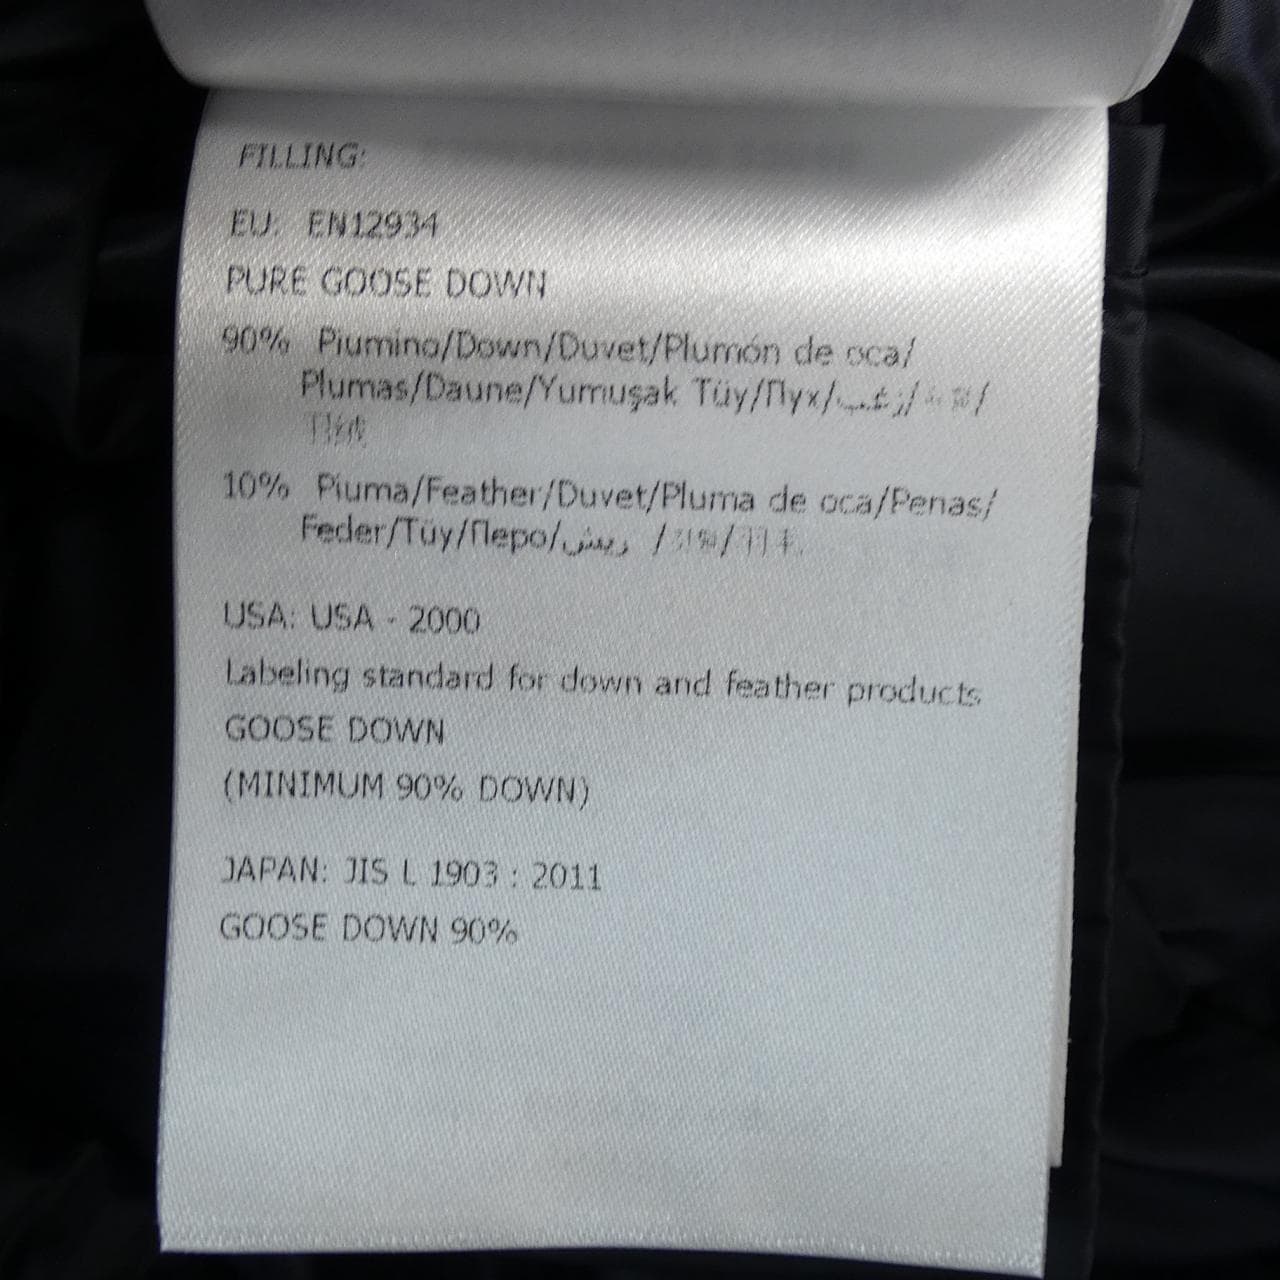 FILLING:
EU: EN12934
PURE GOOSE DOWN
90% Piumino/Down/Duvet/Plumón de oca/
Plumas/Daune/Yumuşak Tüy/Пух/زغب/
10% Piuma/Feather/Duvet/Pluma de oca/Penas/
Feder/Tüy/Перо/ريش /
USA: USA - 2000
Labeling standard for down and feather products
GOOSE DOWN
(MINIMUM 90% DOWN)
JAPAN: JIS L 1903 : 2011
GOOSE DOWN 90%